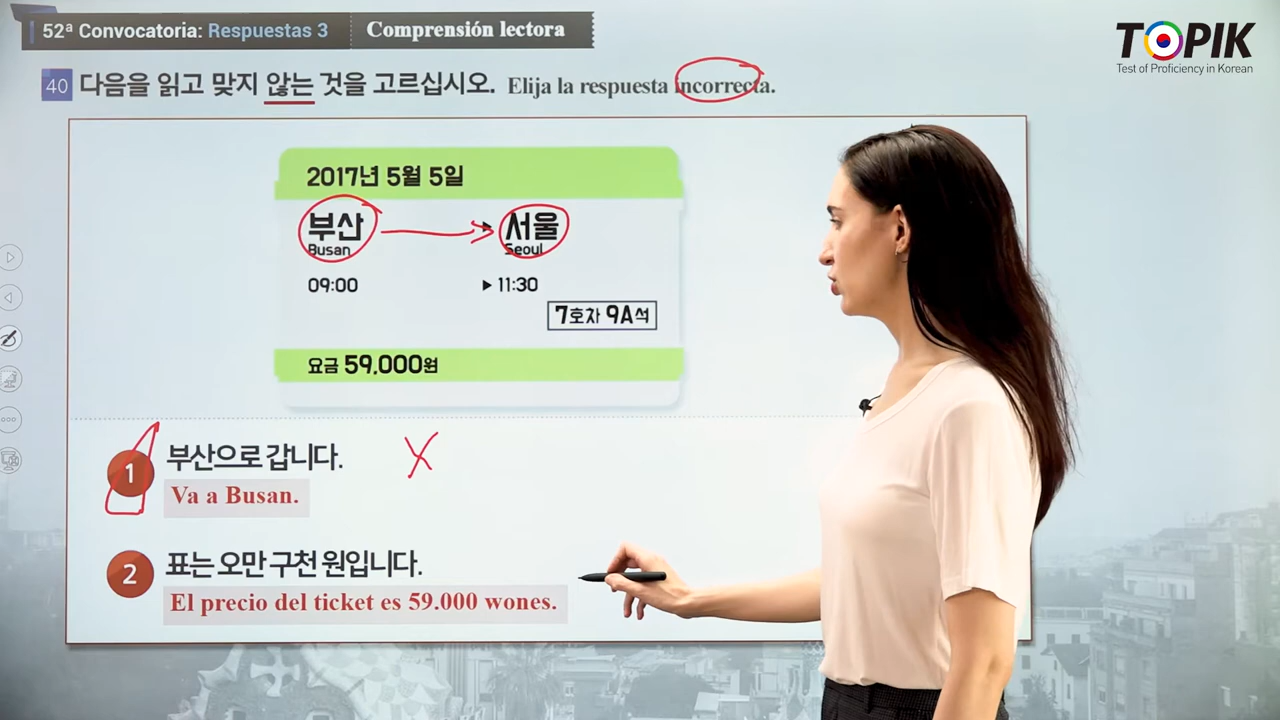 52ª Convocatoria: Respuestas 3 Comprensión lectora
TOPIK
Test of Proficiency in Korean
40 다음을 읽고 맞지 않는 것을 고르십시오. Elija la respuesta incorrecta.
2017년 5월 5일
부산 ▶ 서울
Busan Seoul
09:00 ▶ 11:30
7호차 9A석
요금 59,000원
1 부산으로 갑니다. X
Va a Busan.
2 표는 오만 구천 원입니다.
El precio del ticket es 59.000 wones.